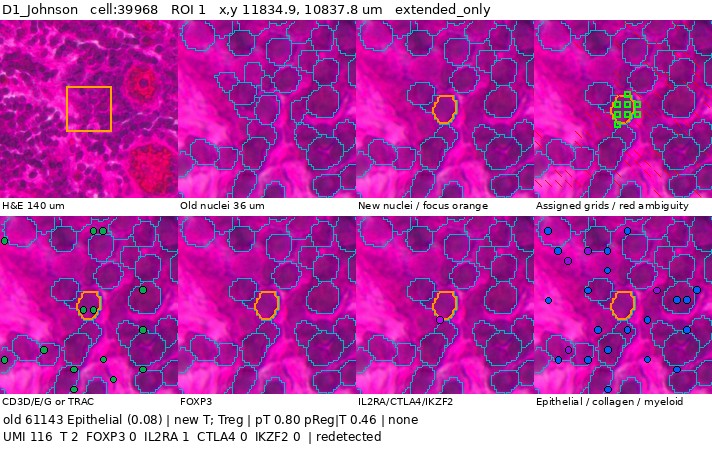 D1_Johnson   cell:39968   ROI 1   x,y 11834.9, 10837.8 um   extended_only
H&E 140 um
Old nuclei 36 um
New nuclei / focus orange
Assigned grids / red ambiguity
CD3D/E/G or TRAC
FOXP3
IL2RA/CTLA4/IKZF2
Epithelial / collagen / myeloid
old 61143 Epithelial (0.08) | new T; Treg | pT 0.80 pReg|T 0.46 | none
UMI 116  T 2  FOXP3 0  IL2RA 1  CTLA4 0  IKZF2 0  | redetected